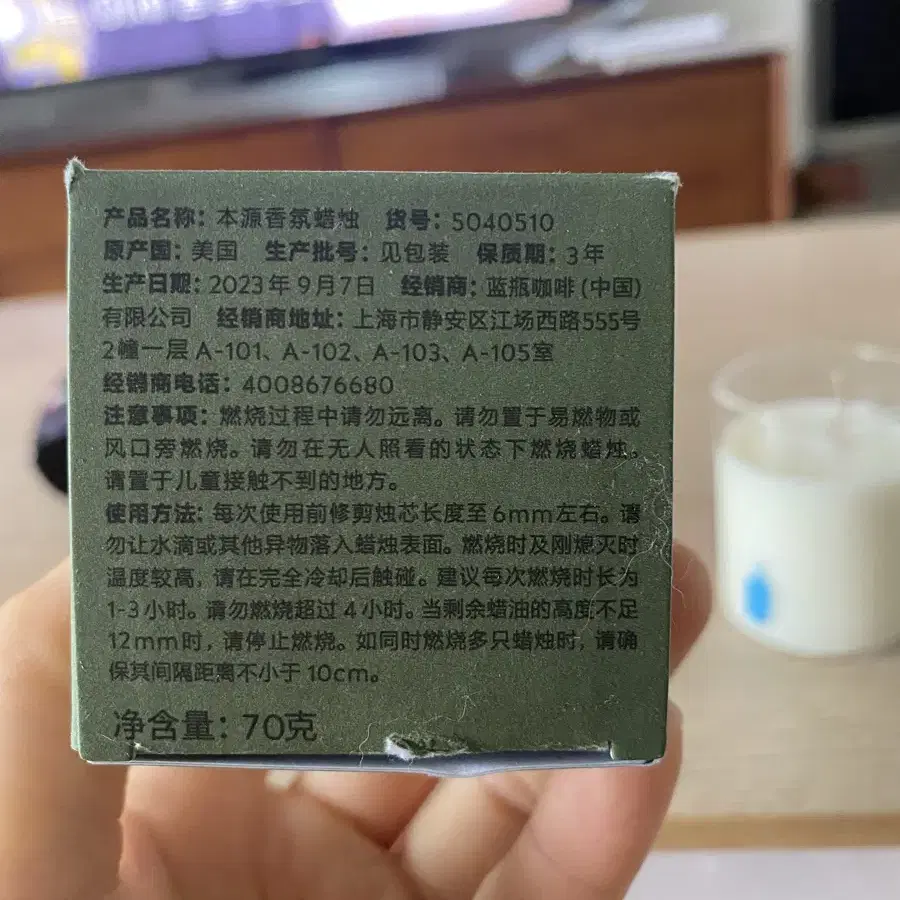 产品名称：本源香氛蜡烛 货号：5040510
原产国：美国 生产批号：见包装 保质期：3年
生产日期：2023年9月7日 经销商：蓝瓶咖啡（中国）
有限公司 经销商地址：上海市静安区江场西路555号
2幢一层A-101、A-102、A-103、A-105室
经销商电话：4008676680
注意事项：燃烧过程中请勿远离。请勿置于易燃物或
风口旁燃烧。请勿在无人照看的状态下燃烧蜡烛。
请置于儿童接触不到的地方。
使用方法：每次使用前修剪烛芯长度至6mm左右。请
勿让水滴或其他异物落入蜡烛表面。燃烧时及刚熄灭时
温度较高，请在完全冷却后触碰。建议每次燃烧时长为
1-3小时。请勿燃烧超过4小时。当剩余蜡油的高度不足
12mm时，请停止燃烧。如同时燃烧多只蜡烛时，请确
保其间隔距离不小于10cm。
净含量：70克